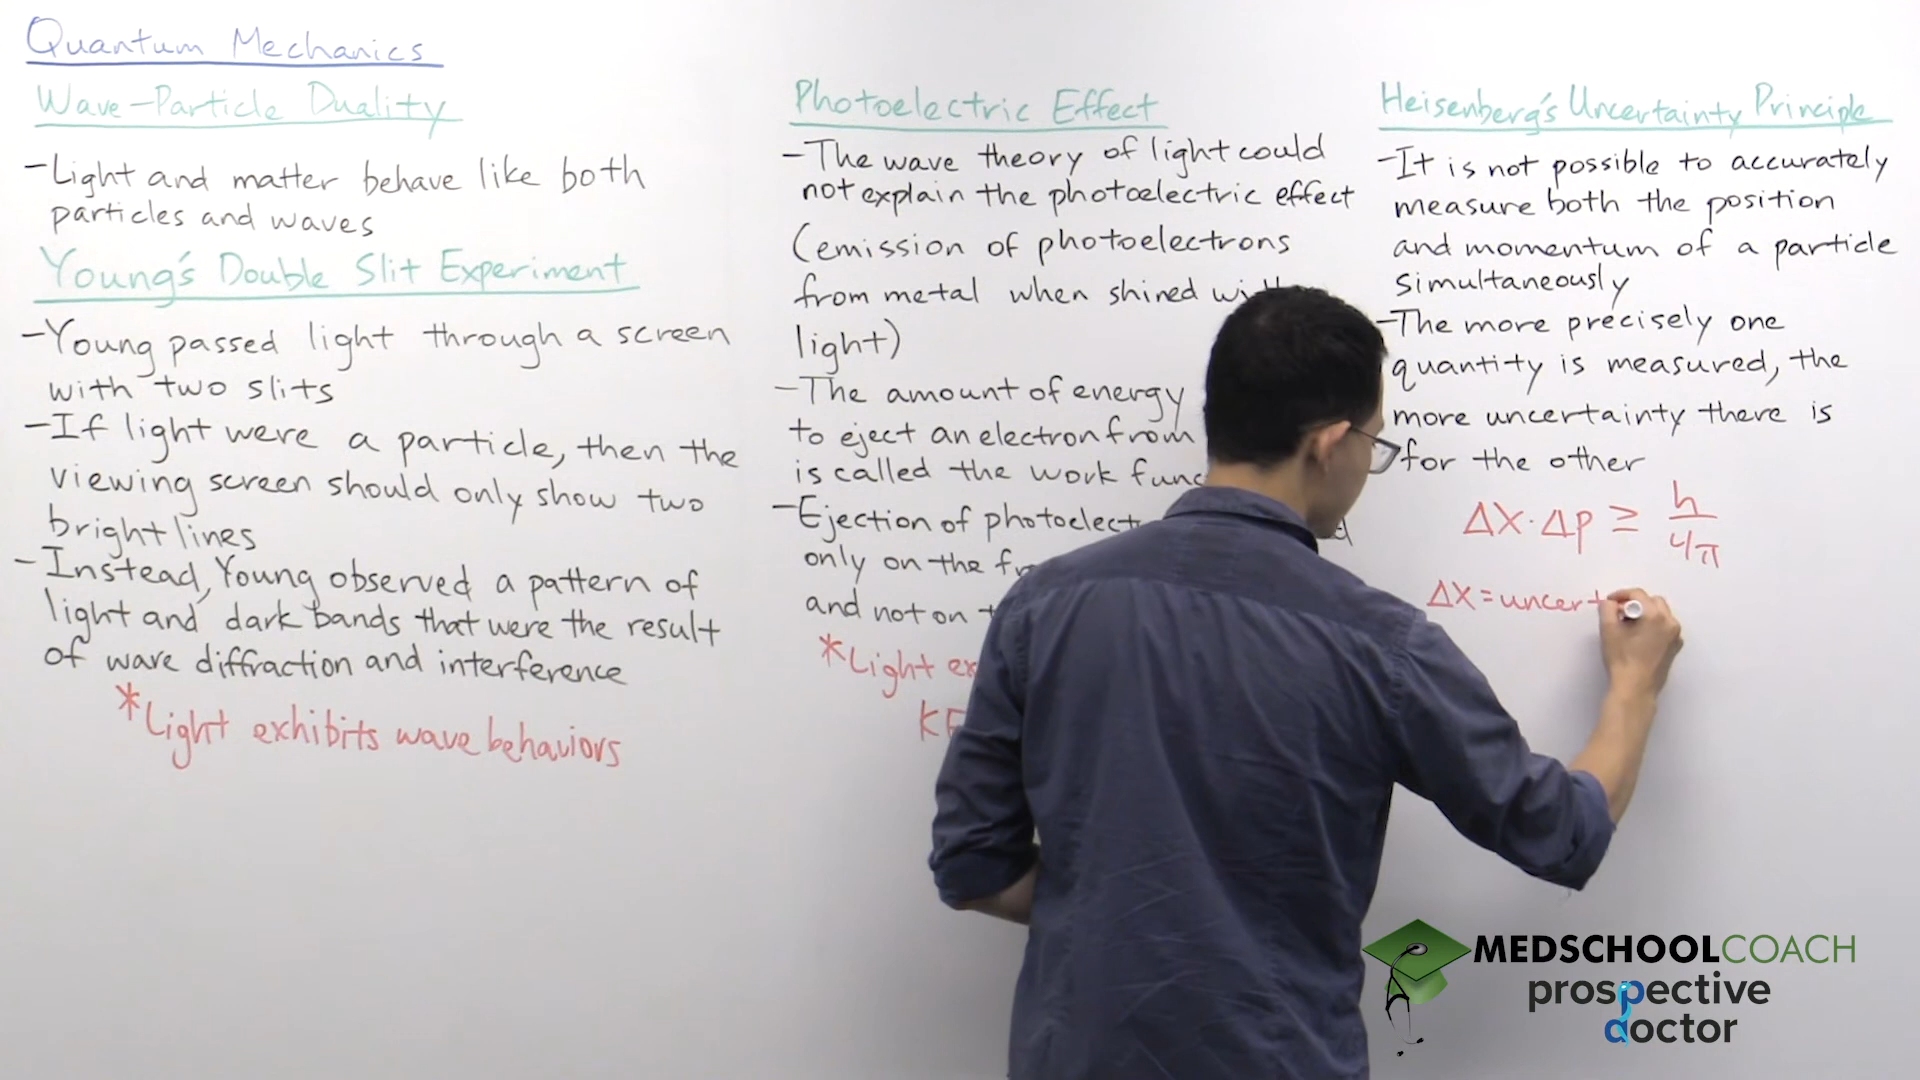 Quantum Mechanics
Wave-Particle Duality
-Light and matter behave like both
particles and waves
Young's Double Slit Experiment
-Young passed light through a screen
with two slits
-If light were a particle, then the
viewing screen should only show two
bright lines
-Instead, Young observed a pattern of
light and dark bands that were the result
of wave diffraction and interference
*Light exhibits wave behaviors
Photoelectric Effect
-The wave theory of light could
not explain the photoelectric effect
(emission of photoelectrons
from metal when shined with
light)
-The amount of energy
to eject an electron from
is called the work
-Ejection of
only on the
and not on
*Light
Heisenberg's Uncertainty Principle
-It is not possible to accurately
measure both the position
and momentum of a particle
simultaneously
-The more precisely one
quantity is measured, the
more uncertainty there is
for the other
Δx·Δp ≥ h/4π
Δx=uncert
MEDSCHOOLCOACH
prospective
doctor